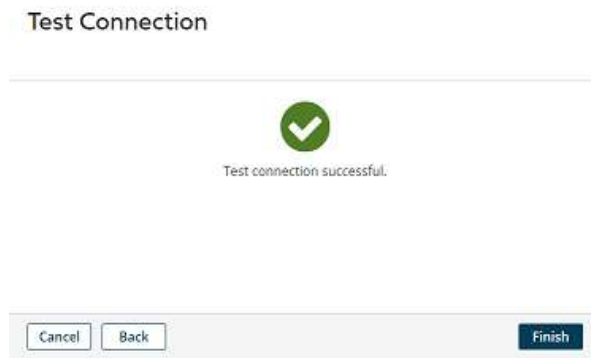 Test Connection
Test connection successful.
Cancel Back Finish